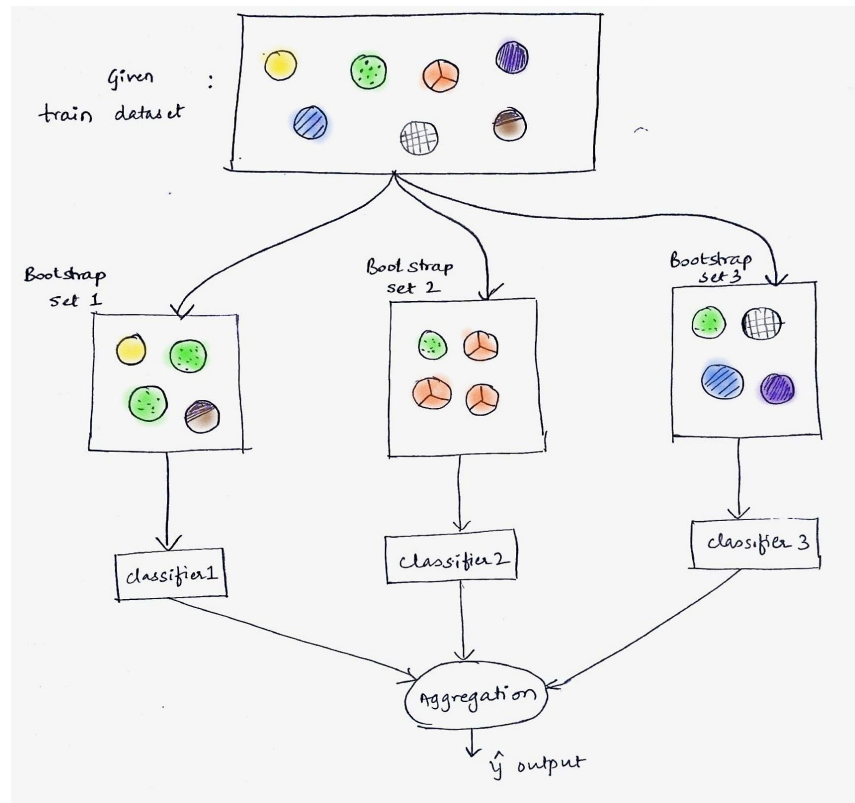 Given :
train dataset
Bootstrap
set 1
Bootstrap
set 2
Bootstrap
set 3
classifier1
classifier2
classifier 3
Aggregation
ŷ output